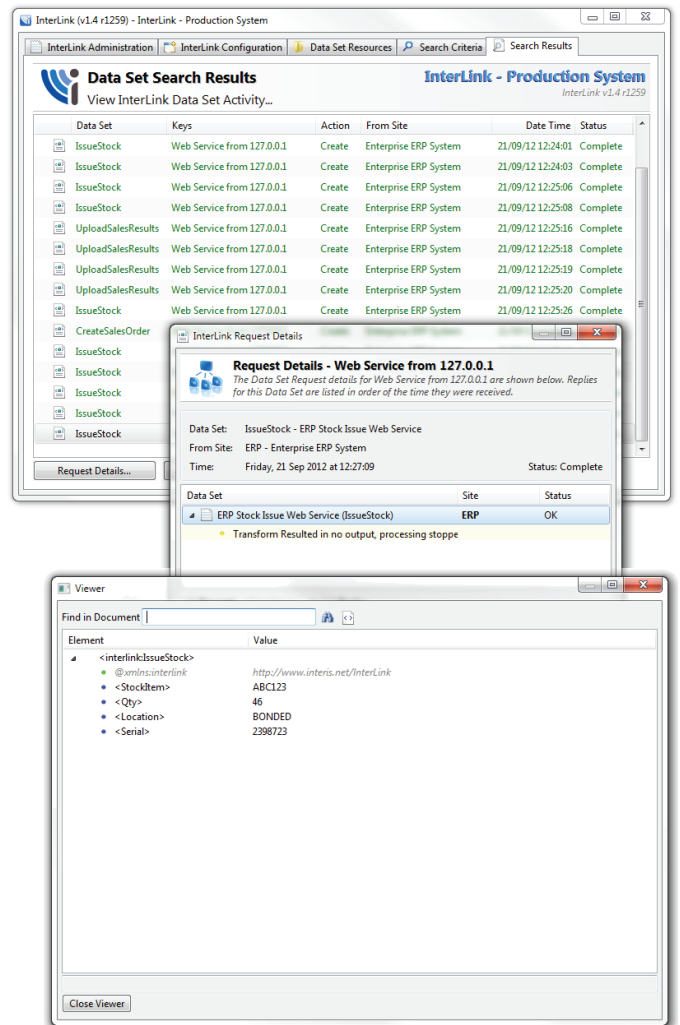 InterLink (v1.4 r1259) - InterLink - Production System
InterLink Administration InterLink Configuration Data Set Resources Search Criteria Search Results
Data Set Search Results InterLink - Production System
View InterLink Data Set Activity... InterLink v1.4 r1259
Data Set Keys Action From Site Date Time Status
IssueStock Web Service from 127.0.0.1 Create Enterprise ERP System 21/09/12 12:24:01 Complete
IssueStock Web Service from 127.0.0.1 Create Enterprise ERP System 21/09/12 12:24:03 Complete
IssueStock Web Service from 127.0.0.1 Create Enterprise ERP System 21/09/12 12:25:06 Complete
IssueStock Web Service from 127.0.0.1 Create Enterprise ERP System 21/09/12 12:25:08 Complete
UploadSalesResults Web Service from 127.0.0.1 Create Enterprise ERP System 21/09/12 12:25:16 Complete
UploadSalesResults Web Service from 127.0.0.1 Create Enterprise ERP System 21/09/12 12:25:18 Complete
UploadSalesResults Web Service from 127.0.0.1 Create Enterprise ERP System 21/09/12 12:25:19 Complete
UploadSalesResults Web Service from 127.0.0.1 Create Enterprise ERP System 21/09/12 12:25:20 Complete
IssueStock Web Service from 127.0.0.1 Create Enterprise ERP System 21/09/12 12:25:26 Complete
CreateSalesOrder
IssueStock
IssueStock
IssueStock
IssueStock
IssueStock
Request Details...
InterLink Request Details
Request Details - Web Service from 127.0.0.1
The Data Set Request details for Web Service from 127.0.0.1 are shown below. Replies
for this Data Set are listed in order of the time they were received.
Data Set: IssueStock - ERP Stock Issue Web Service
From Site: ERP - Enterprise ERP System
Time: Friday, 21 Sep 2012 at 12:27:09 Status: Complete
Data Set Site Status
ERP Stock Issue Web Service (IssueStock) ERP OK
Transform Resulted in no output, processing stoppe
Viewer
Find in Document
Element Value
<interlink:IssueStock>
@xmlns:interlink http://www.interis.net/InterLink
<StockItem> ABC123
<Qty> 46
<Location> BONDED
<Serial> 2398723
Close Viewer